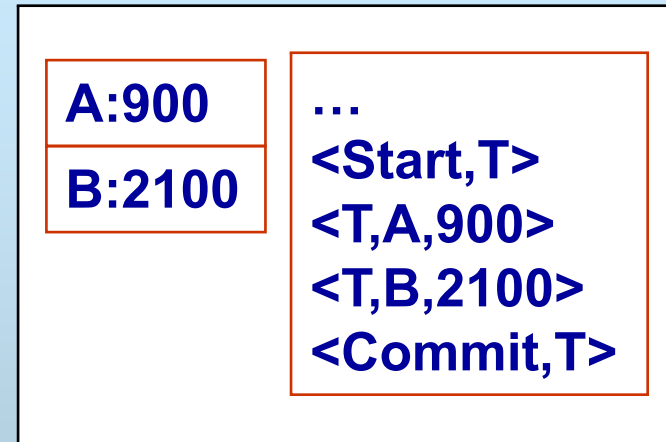 A:900
B:2100
…
<Start,T>
<T,A,900>
<T,B,2100>
<Commit,T>